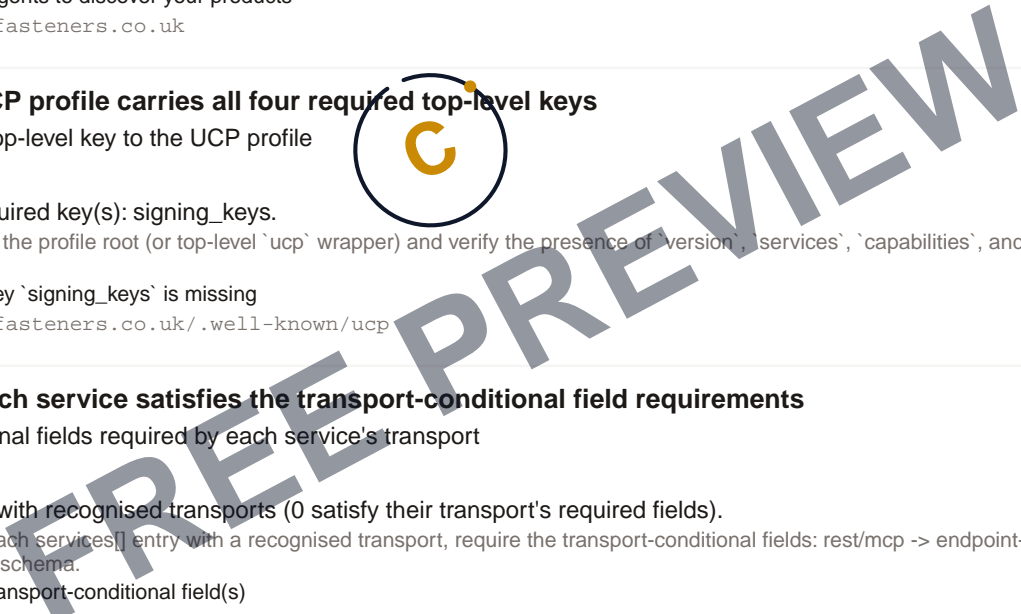 fasteners.co.uk
CP profile carries all four required top-level keys
op-level key to the UCP profile
C
uired key(s): signing_keys.
the profile root (or top-level `ucp` wrapper) and verify the presence of `version`, `services`, `capabilities`, and
ey `signing_keys` is missing
fasteners.co.uk/.well-known/ucp
ch service satisfies the transport-conditional field requirements
nal fields required by each service's transport
with recognised transports (0 satisfy their transport's required fields).
ach services[] entry with a recognised transport, require the transport-conditional fields: rest/mcp -> endpoint-
schema.
ansport-conditional field(s)
FREE PREVIEW